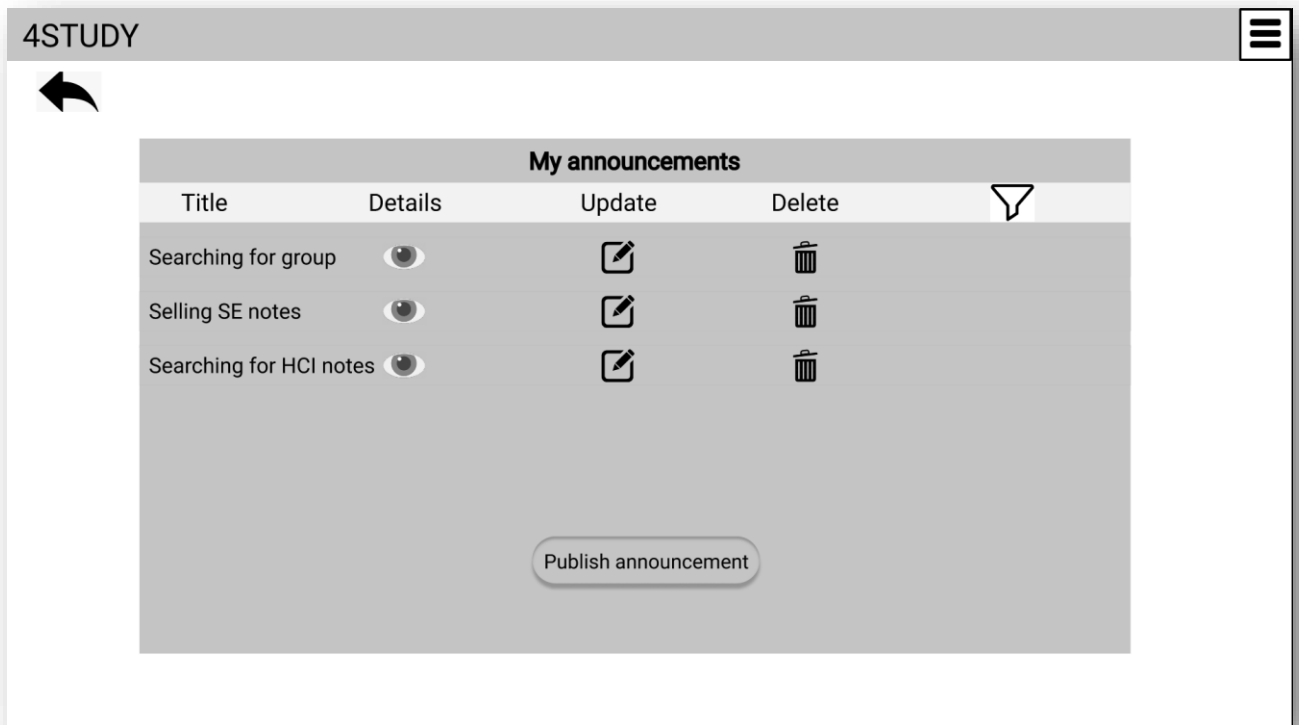 4STUDY
My announcements
Title Details Update Delete
Searching for group
Selling SE notes
Searching for HCI notes
Publish announcement